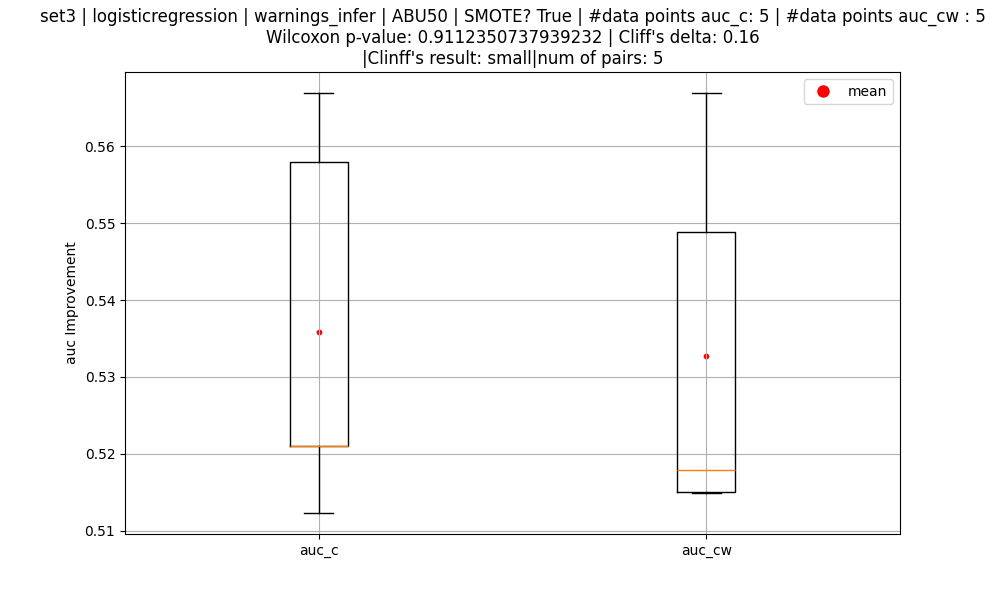 set3 | logisticregression | warnings_infer | ABU50 | SMOTE? True | #data points auc_c: 5 | #data points auc_cw : 5
Wilcoxon p-value: 0.9112350737939232 | Cliff's delta: 0.16
|Clinff's result: small|num of pairs: 5
mean
0.56
0.55
0.54
0.53
0.52
0.51
auc Improvement
auc_c
auc_cw